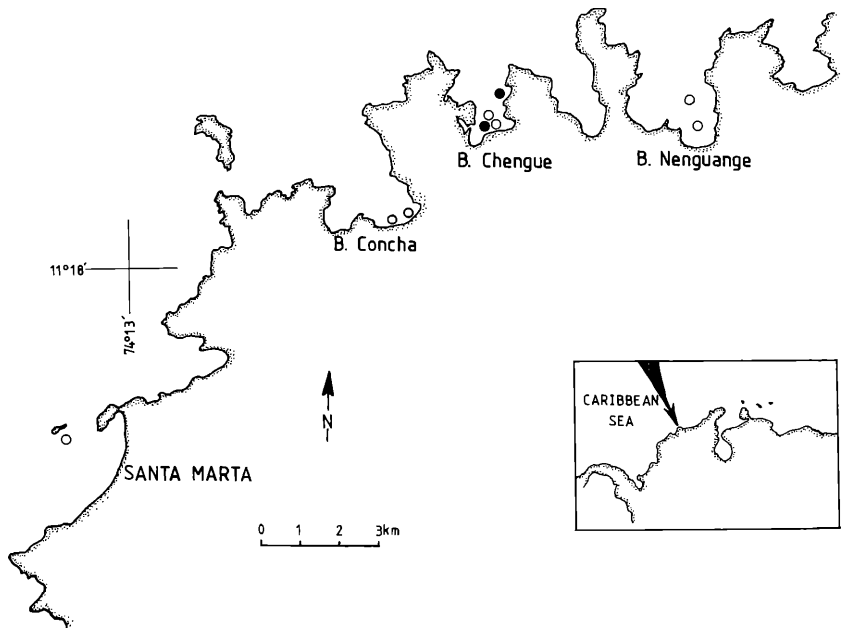 B. Chengue
B. Nenguange
B. Concha
11°18′
74°13′
CARIBBEAN
SEA
N
SANTA MARTA
0 1 2 3km